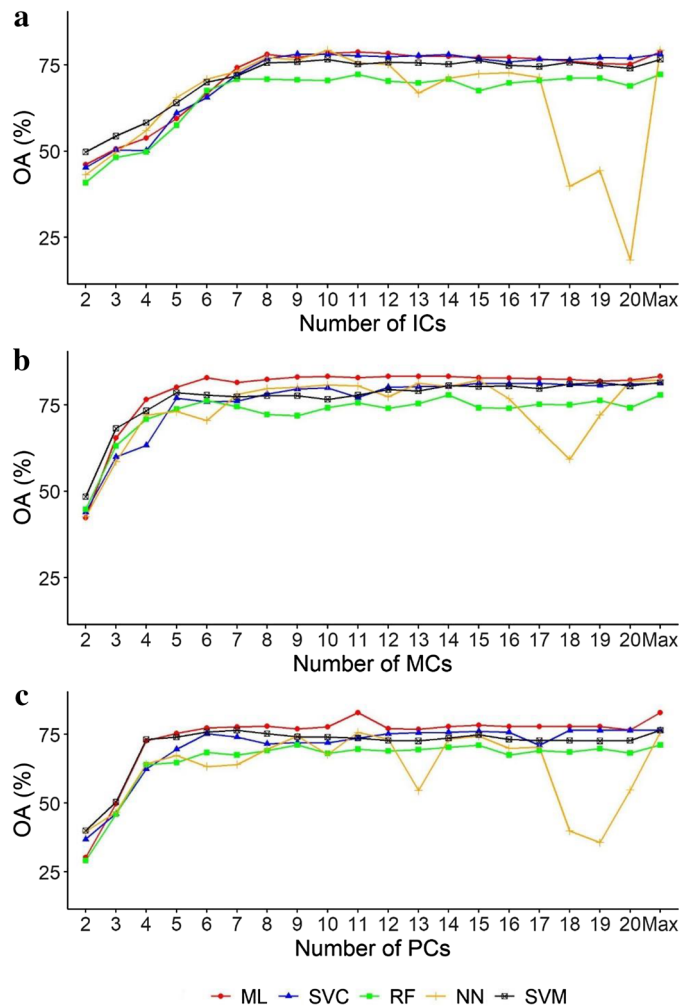 a
OA (%)
75
50
25
2 3 4 5 6 7 8 9 10 11 12 13 14 15 16 17 18 19 20 Max
Number of ICs
b
OA (%)
75
50
25
2 3 4 5 6 7 8 9 10 11 12 13 14 15 16 17 18 19 20 Max
Number of MCs
c
OA (%)
75
50
25
2 3 4 5 6 7 8 9 10 11 12 13 14 15 16 17 18 19 20 Max
Number of PCs
ML SVC RF NN SVM